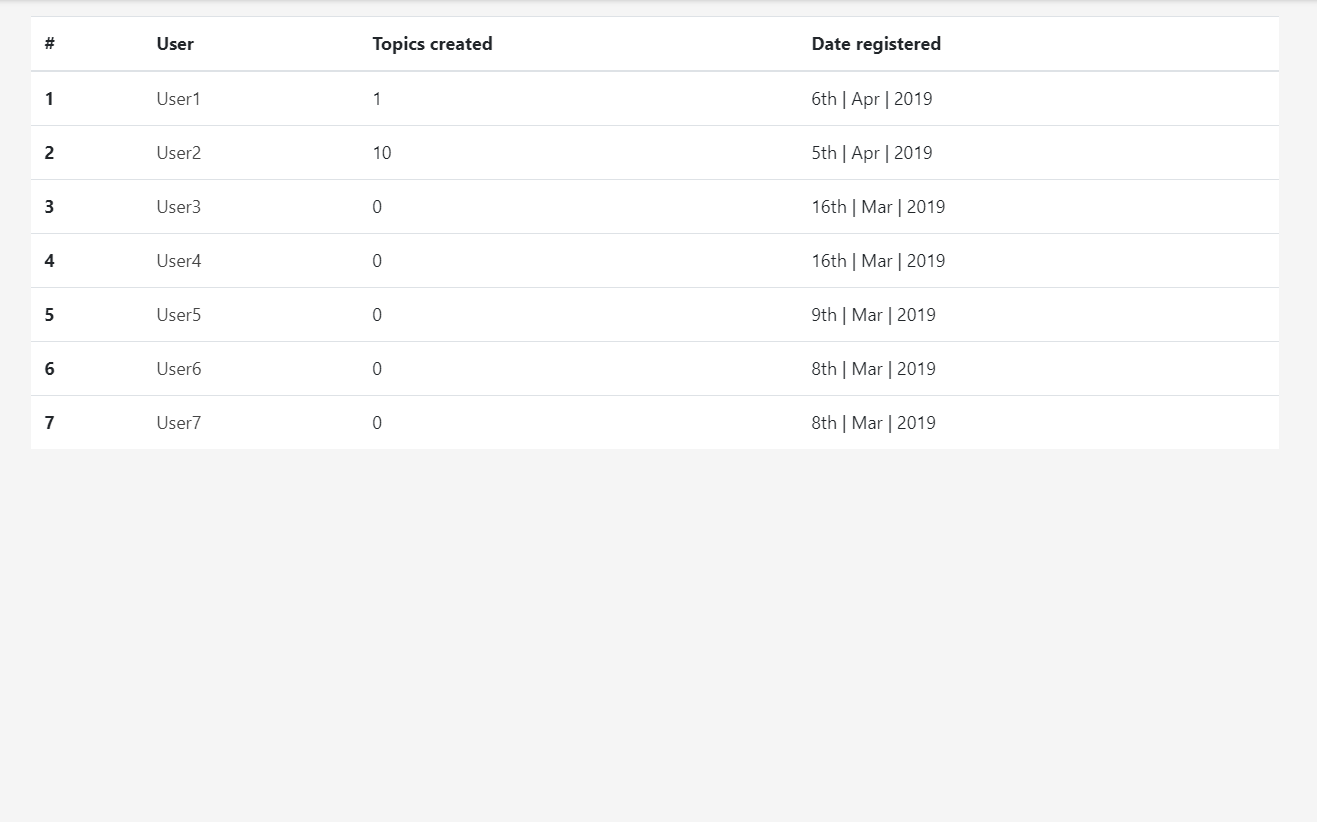 # User Topics created Date registered
1 User1 1 6th | Apr | 2019
2 User2 10 5th | Apr | 2019
3 User3 0 16th | Mar | 2019
4 User4 0 16th | Mar | 2019
5 User5 0 9th | Mar | 2019
6 User6 0 8th | Mar | 2019
7 User7 0 8th | Mar | 2019